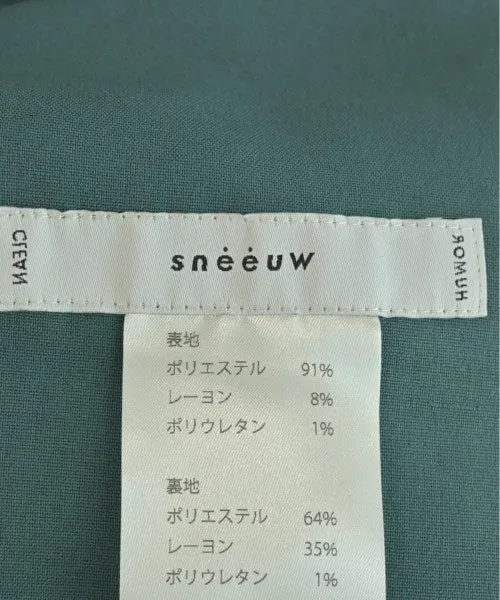 CLEAN
snėėuw
HUMOR
表地
ポリエステル 91%
レーヨン 8%
ポリウレタン 1%
裏地
ポリエステル 64%
レーヨン 35%
ポリウレタン 1%